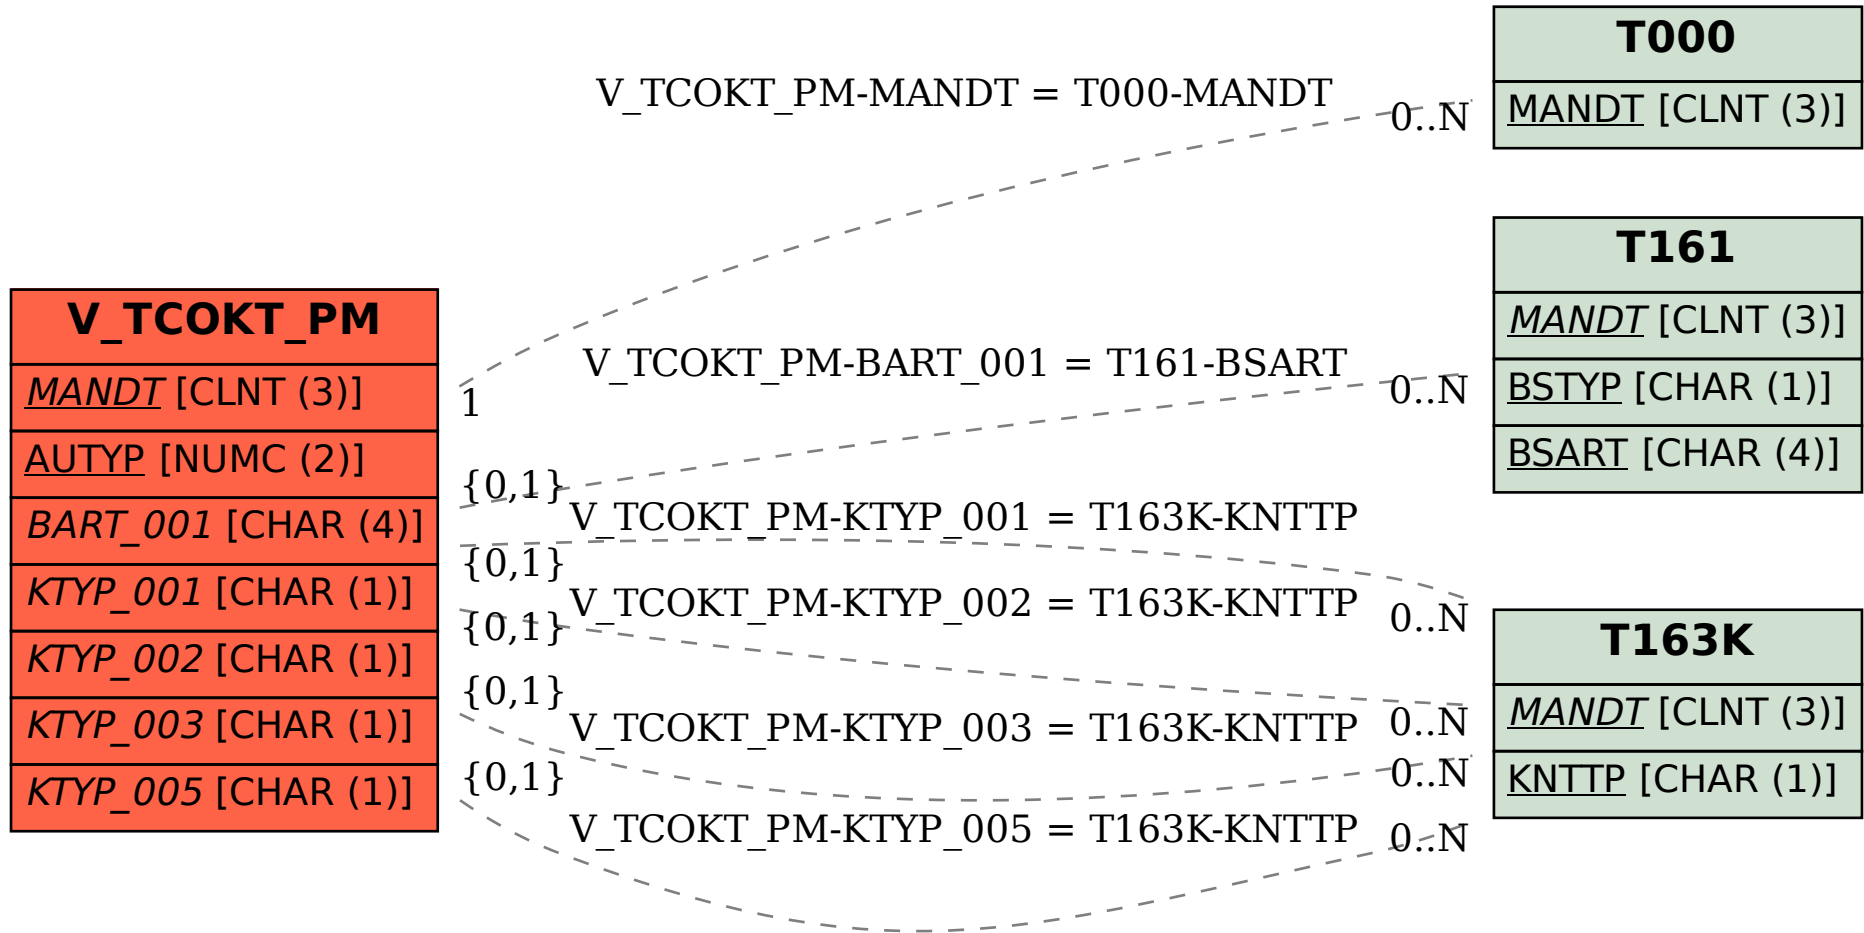 V_TCOKT_PM
MANDT [CLNT (3)]
AUTYP [NUMC (2)]
BART_001 [CHAR (4)]
KTYP_001 [CHAR (1)]
KTYP_002 [CHAR (1)]
KTYP_003 [CHAR (1)]
KTYP_005 [CHAR (1)]
V_TCOKT_PM-MANDT = T000-MANDT
0..N
1
V_TCOKT_PM-BART_001 = T161-BSART
0..N
{0,1}
V_TCOKT_PM-KTYP_001 = T163K-KNTTP
{0,1}
0..N
V_TCOKT_PM-KTYP_002 = T163K-KNTTP
{0,1}
0..N
{0,1}
V_TCOKT_PM-KTYP_003 = T163K-KNTTP
0..N
{0,1}
V_TCOKT_PM-KTYP_005 = T163K-KNTTP
0..N
T000
MANDT [CLNT (3)]
T161
MANDT [CLNT (3)]
BSTYP [CHAR (1)]
BSART [CHAR (4)]
T163K
MANDT [CLNT (3)]
KNTTP [CHAR (1)]